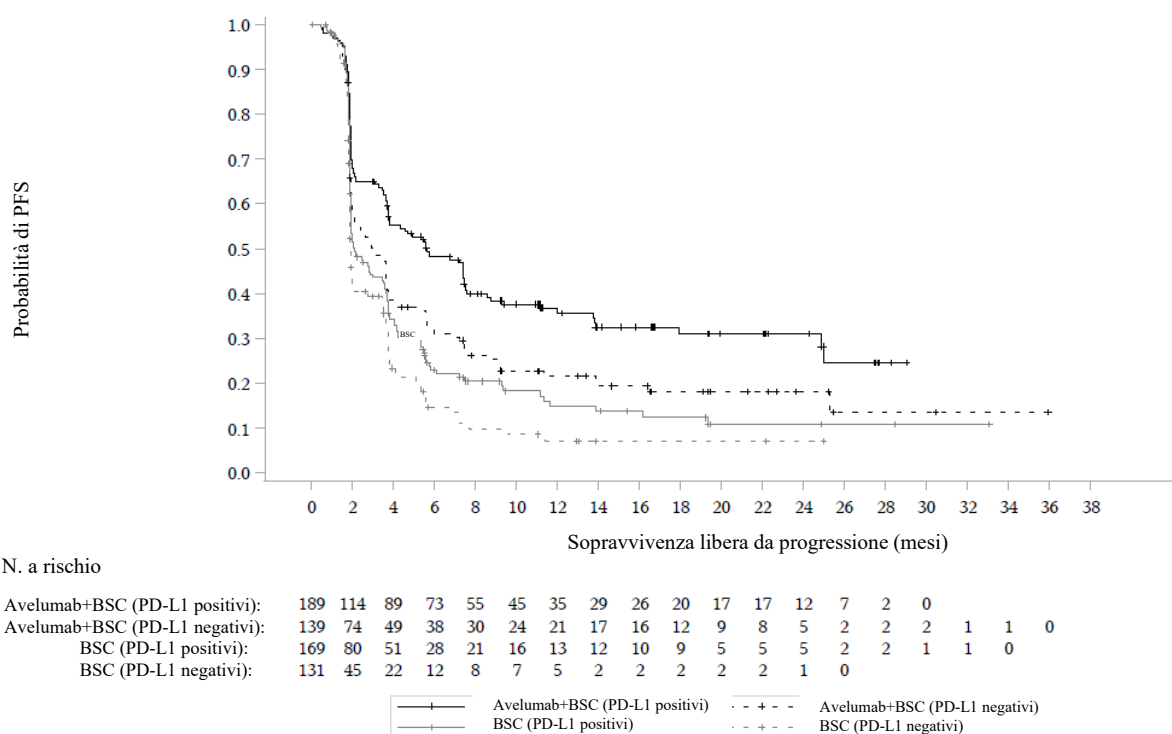 1.0
0.9
0.8
0.7
0.6
0.5
0.4
0.3
0.2
0.1
0.0
Probabilità di PFS
BSC
0 2 4 6 8 10 12 14 16 18 20 22 24 26 28 30 32 34 36 38
Sopravvivenza libera da progressione (mesi)
N. a rischio
Avelumab+BSC (PD-L1 positivi): 189 114 89 73 55 45 35 29 26 20 17 17 12 7 2 0
Avelumab+BSC (PD-L1 negativi): 139 74 49 38 30 24 21 17 16 12 9 8 5 2 2 2 1 1 0
BSC (PD-L1 positivi): 169 80 51 28 21 16 13 12 10 9 5 5 5 2 2 1 1 0
BSC (PD-L1 negativi): 131 45 22 12 8 7 5 2 2 2 2 2 1 0
Avelumab+BSC (PD-L1 positivi) Avelumab+BSC (PD-L1 negativi)
BSC (PD-L1 positivi) BSC (PD-L1 negativi)